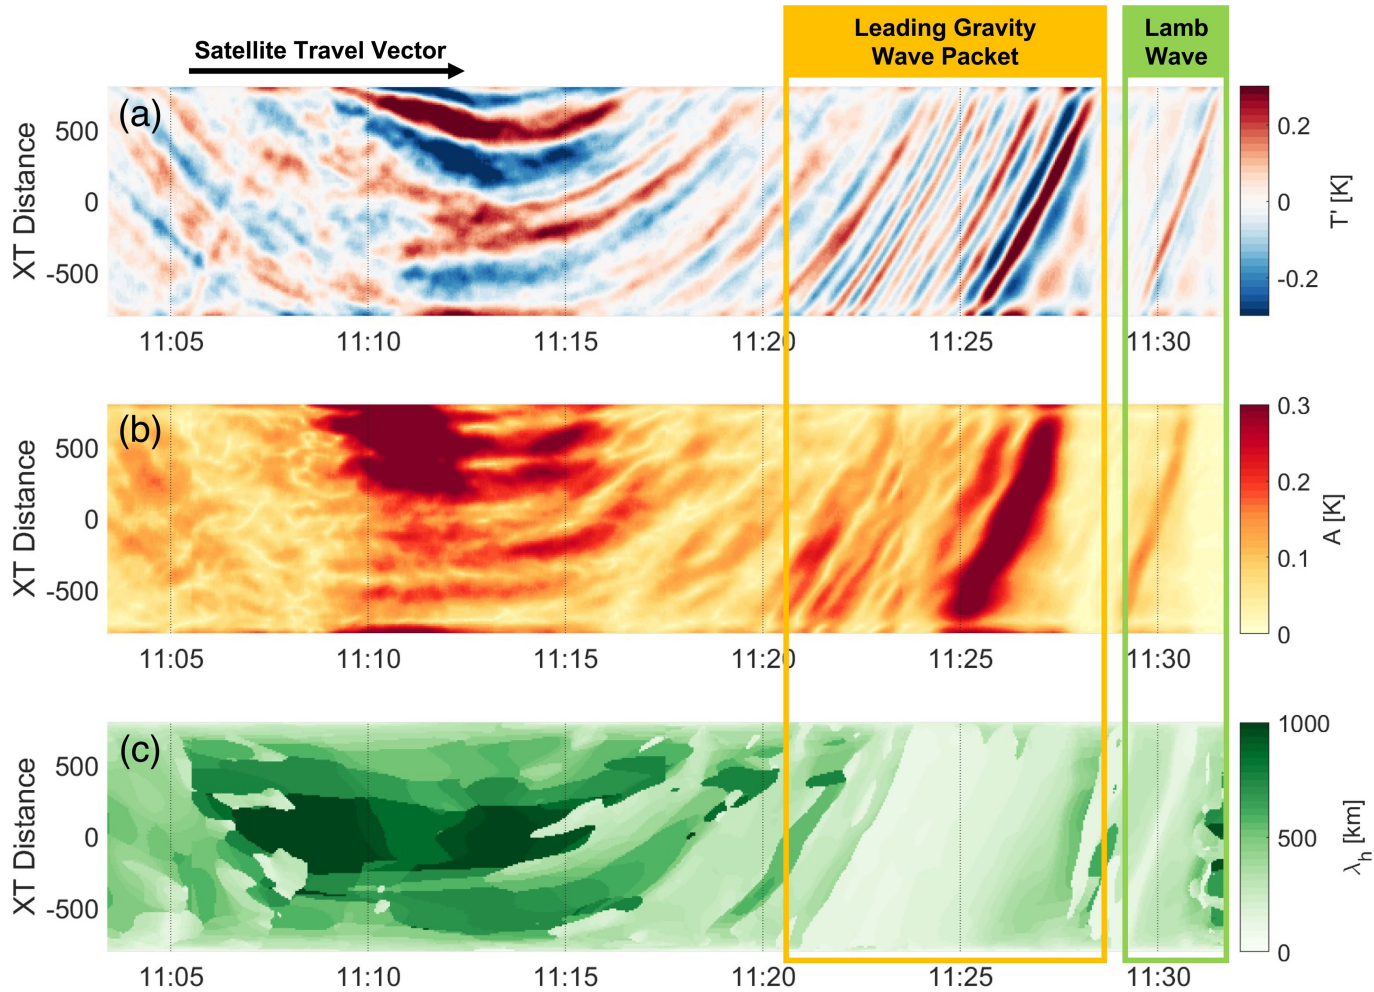 Satellite Travel Vector
Leading Gravity
Wave Packet
Lamb
Wave
(a)
XT Distance
500
0
-500
11:05 11:10 11:15 11:20 11:25 11:30
0.2
0
-0.2
T' [K]
(b)
XT Distance
500
0
-500
11:05 11:10 11:15 11:20 11:25 11:30
0.3
0.2
0.1
0
A [K]
(c)
XT Distance
500
0
-500
11:05 11:10 11:15 11:20 11:25 11:30
1000
500
0
λh [km]